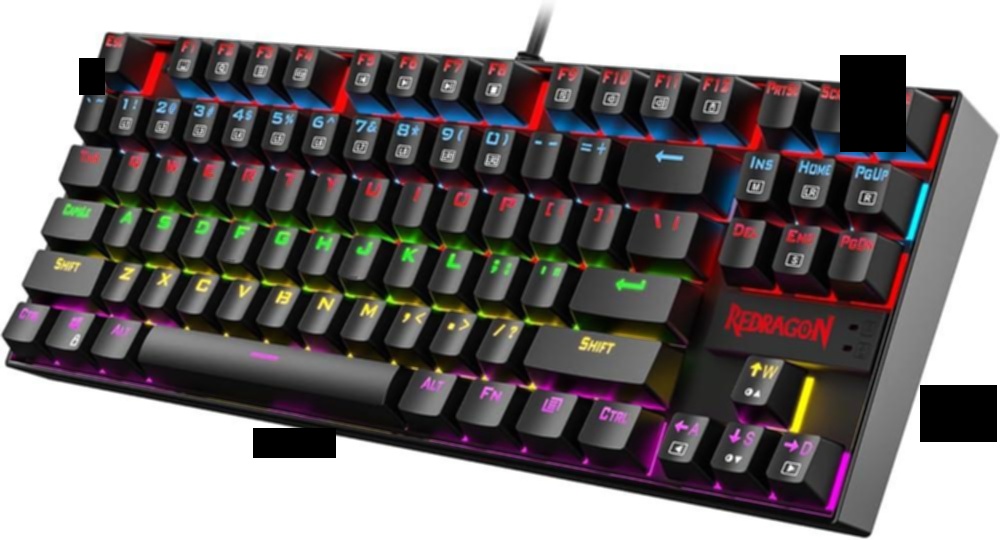 ESC F1 F2 F3 F4 F5 F6 F7 F8 F9 F10 F11 F12 PRTSC
1! 2@ 3# 4$ 5% 6^ 7& 8* 9( 0) -- =+ ← INS HOME PGUP
TAB Q W E R T Y U I O P [{ ]} \| DEL END PGDN
CAPSLK A S D F G H J K L ;: '" ↵
REDRAGON
SHIFT Z X C V B N M ,< .> /? SHIFT ↑W
CTRL ALT ALT FN CTRL ←A ↓S →D